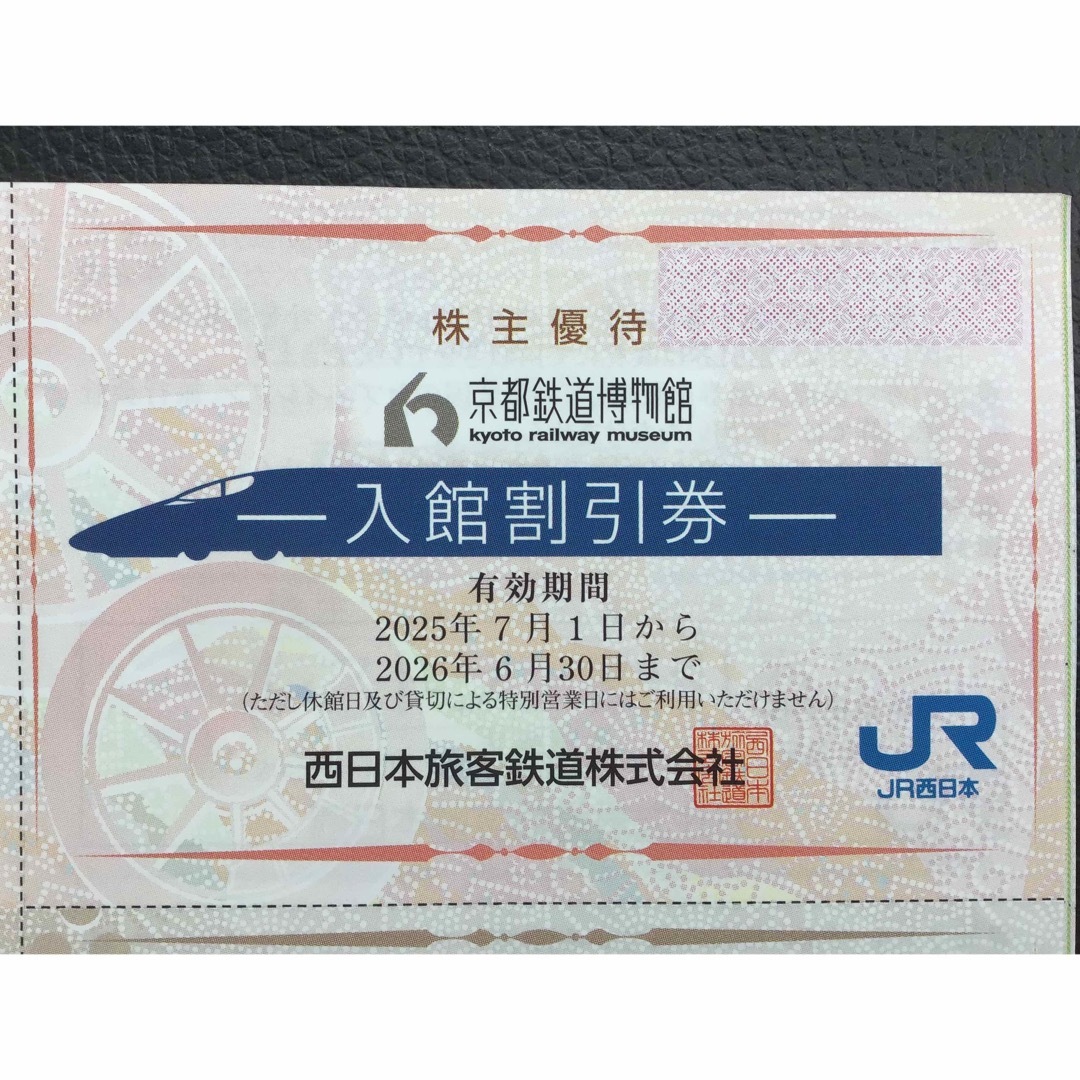 株主優待
京都鉄道博物館
kyoto railway museum
―入館割引券―
有効期間
2025年7月1日から
2026年6月30日まで
(ただし休館日及び貸切による特別営業日にはご利用いただけません)
西日本旅客鉄道株式会社
JR
JR西日本